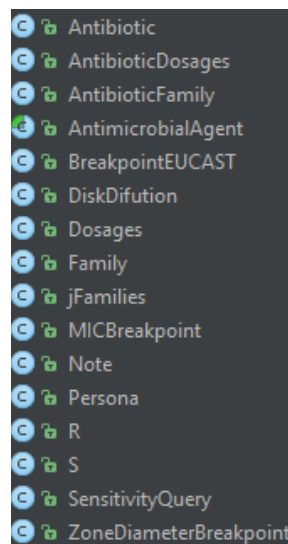 Antibiotic
AntibioticDosages
AntibioticFamily
AntimicrobialAgent
BreakpointEUCAST
DiskDifution
Dosages
Family
jFamilies
MICBreakpoint
Note
Persona
R
S
SensitivityQuery
ZoneDiameterBreakpoint